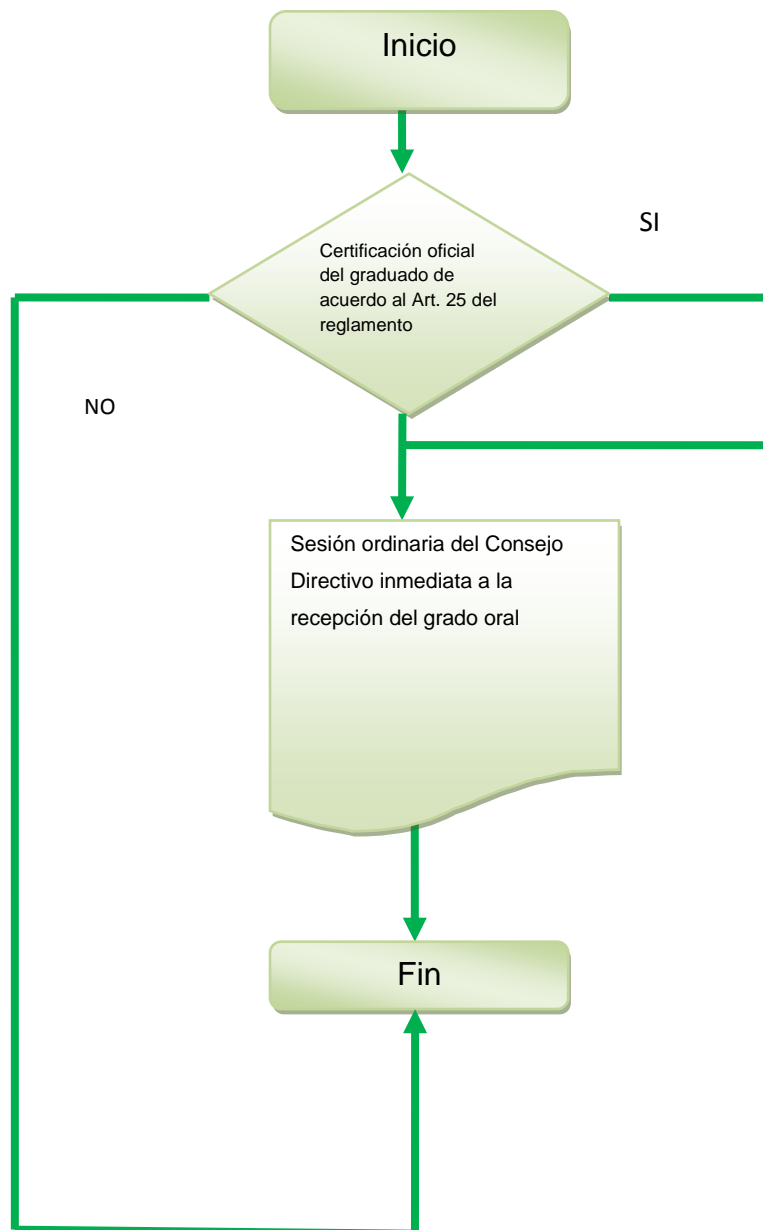 Inicio
SI
Certificación oficial
del graduado de
acuerdo al Art. 25 del
reglamento
NO
Sesión ordinaria del Consejo
Directivo inmediata a la
recepción del grado oral
Fin